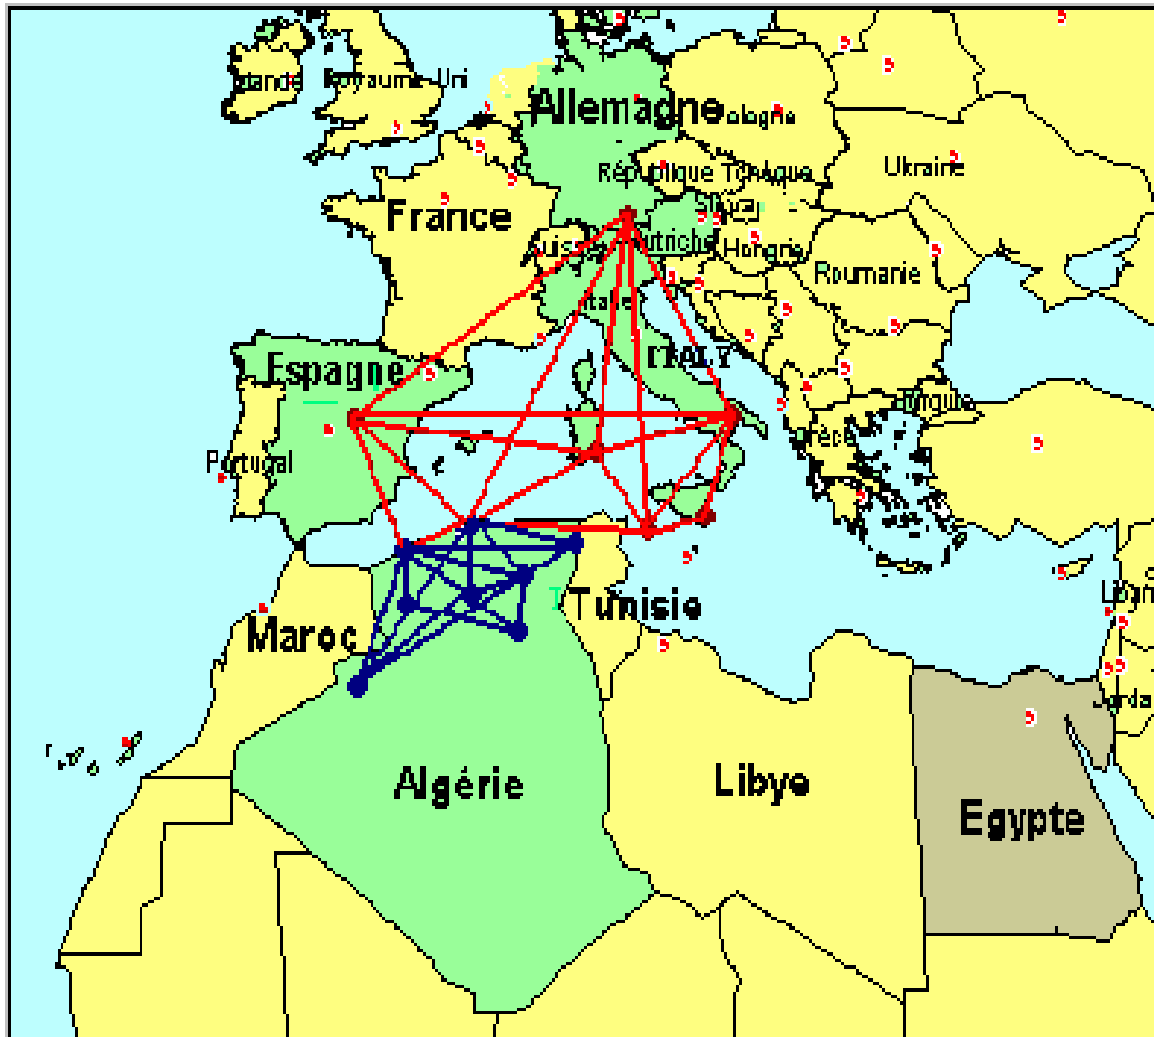 Royaume-Uni
Allemagne
Ukraine
République Tchèque
France
Autriche
Hongrie
Roumanie
Italie
ITALY
Espagne
Turquie
Portugal
Tunisie
Maroc
Algérie
Libye
Egypte